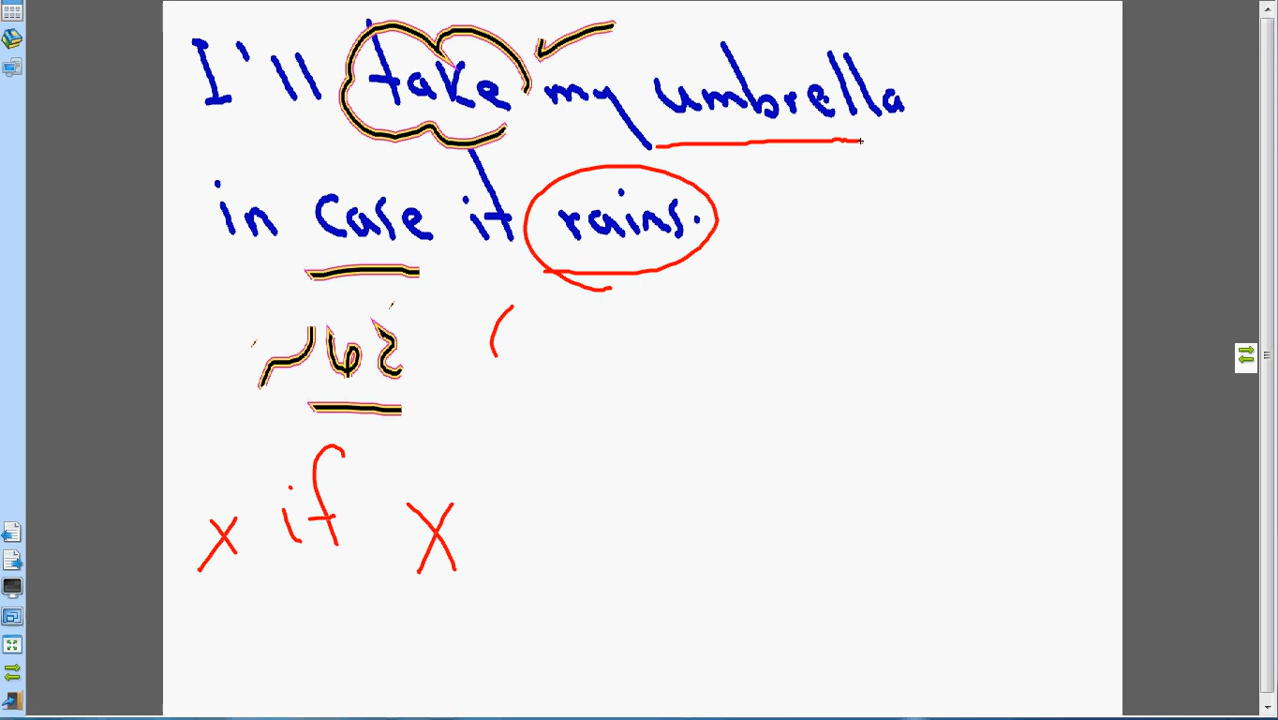 I'll take my umbrella
in case it rains.
x if X